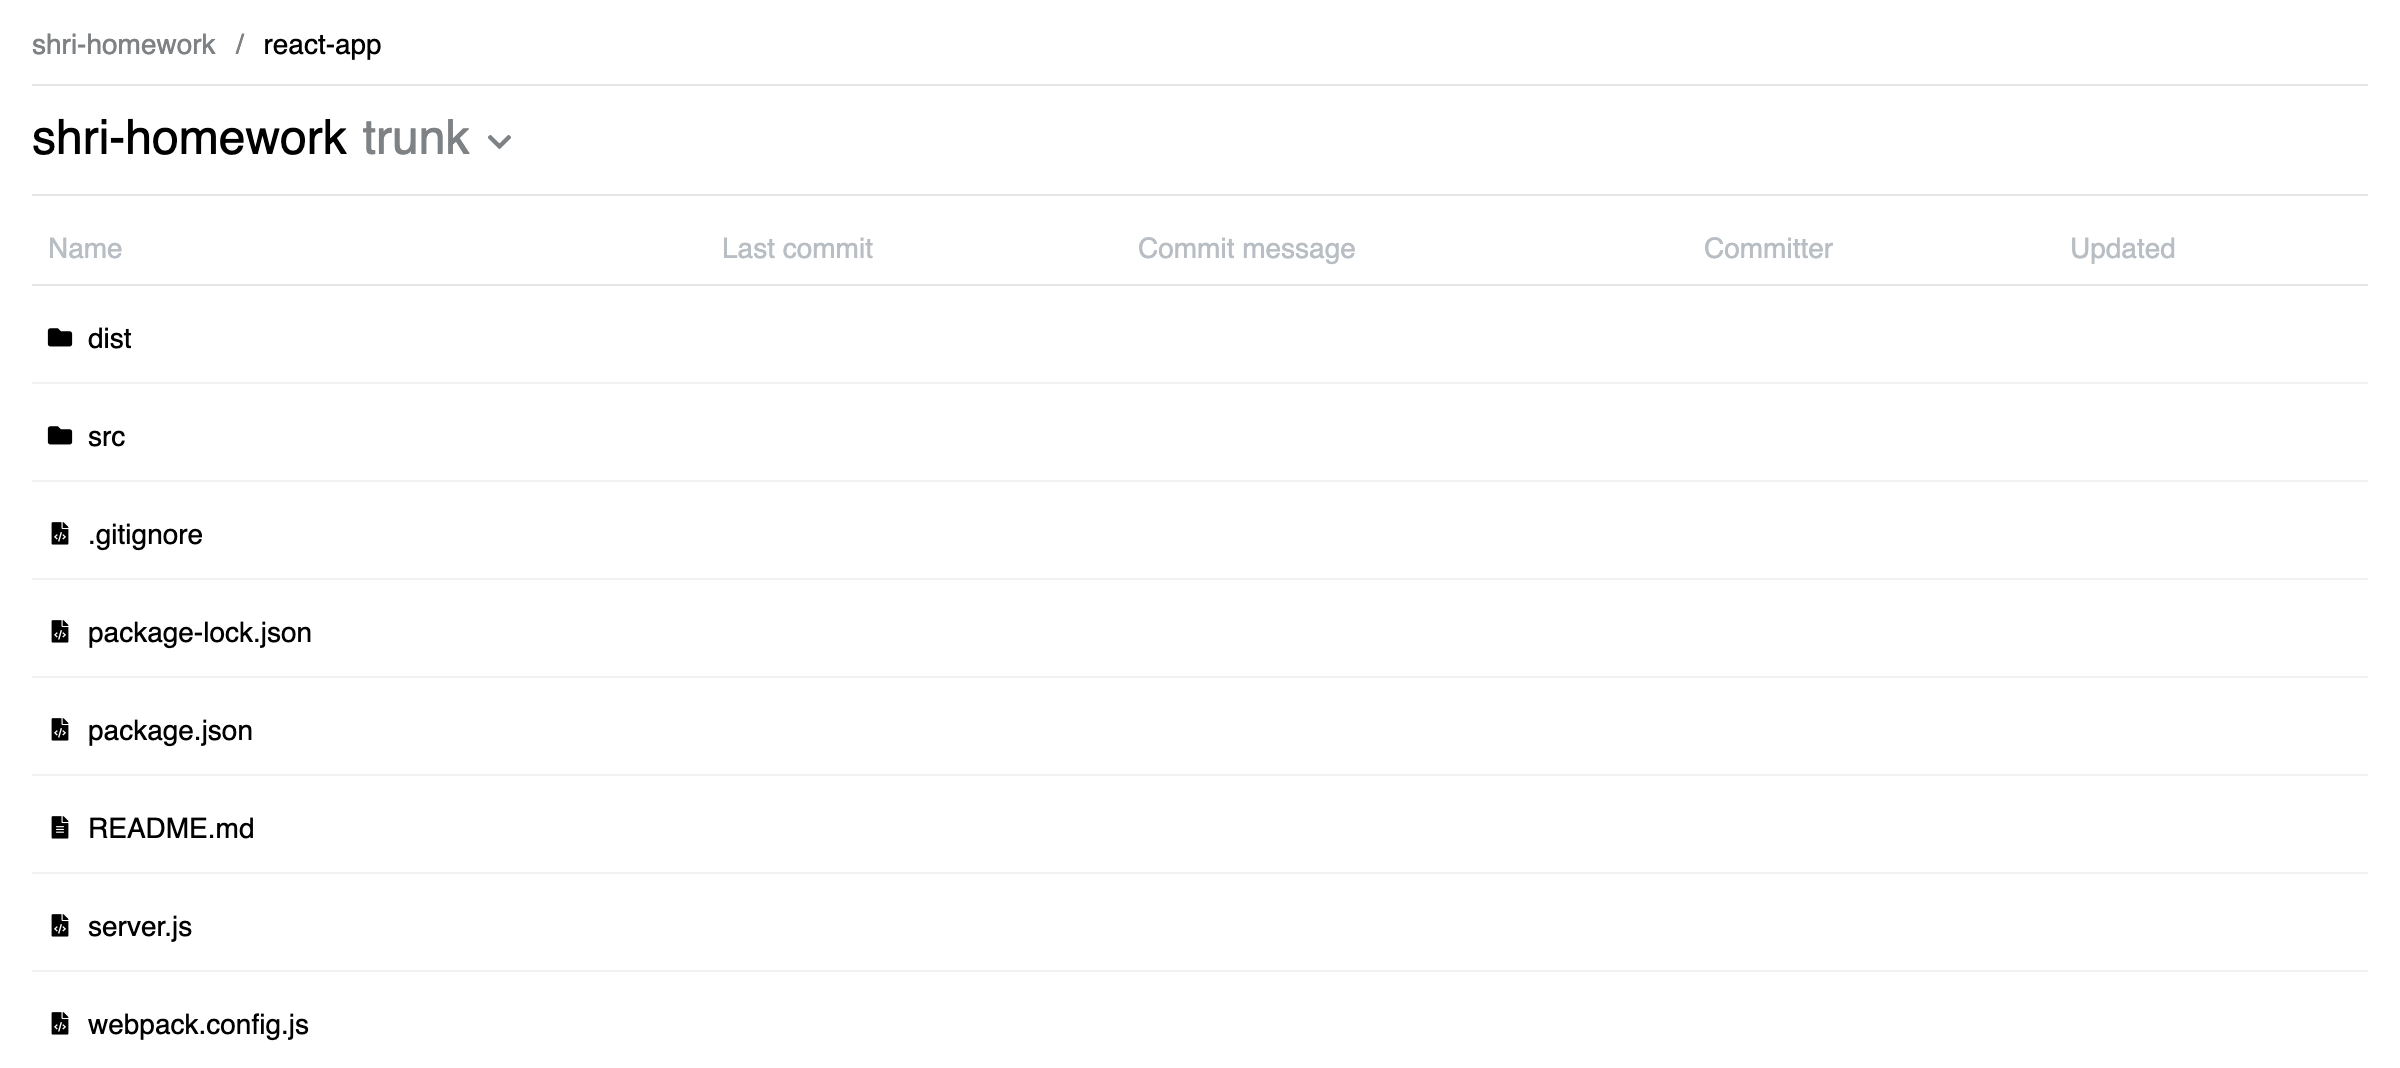 shri-homework / react-app
shri-homework trunk
Name Last commit Commit message Committer Updated
dist
src
.gitignore
package-lock.json
package.json
README.md
server.js
webpack.config.js